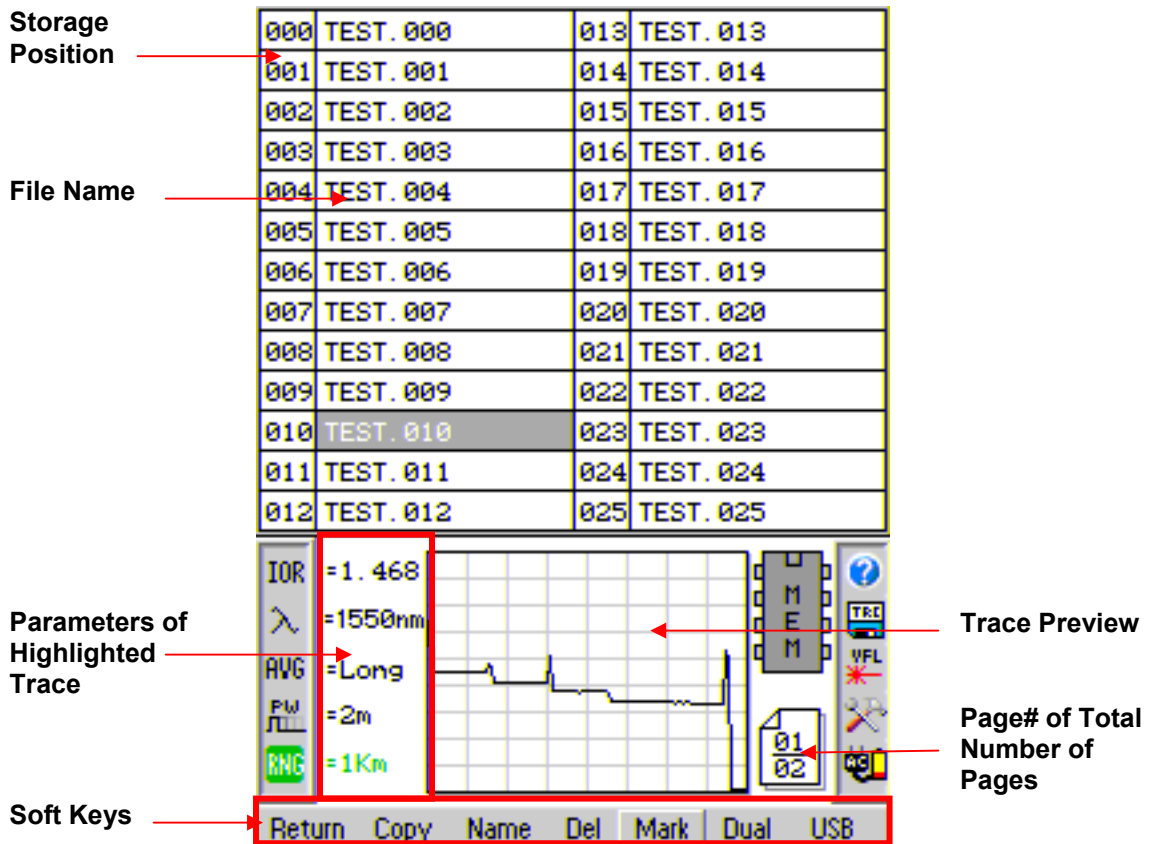 Storage
Position
File Name
Parameters of
Highlighted
Trace
Soft Keys
000 TEST.000 013 TEST.013
001 TEST.001 014 TEST.014
002 TEST.002 015 TEST.015
003 TEST.003 016 TEST.016
004 TEST.004 017 TEST.017
005 TEST.005 018 TEST.018
006 TEST.006 019 TEST.019
007 TEST.007 020 TEST.020
008 TEST.008 021 TEST.021
009 TEST.009 022 TEST.022
010 TEST.010 023 TEST.023
011 TEST.011 024 TEST.024
012 TEST.012 025 TEST.025
IOR =1.468
λ =1550nm
AVG =Long
PW =2m
RNG =1Km
MEM
01
02
?
TRC
VFL
AC
Return Copy Name Del Mark Dual USB
Trace Preview
Page# of Total
Number of
Pages